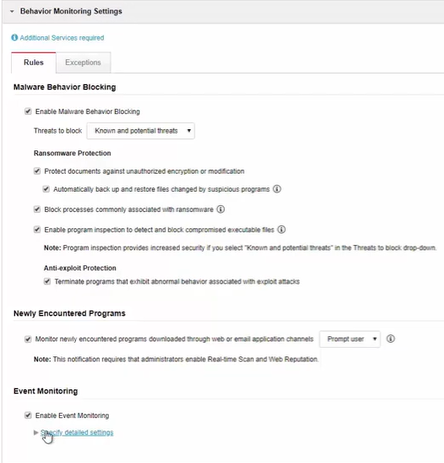 Behavior Monitoring Settings
Additional Services required
Rules
Exceptions
Malware Behavior Blocking
Enable Malware Behavior Blocking
Threats to block
Known and potential threats
Ransomware Protection
Protect documents against unauthorized encryption or modification
Automatically back up and restore files changed by suspicious programs
Block processes commonly associated with ransomware
Enable program inspection to detect and block compromised executable files
Note: Program inspection provides increased security if you select "Known and potential threats" in the Threats to block drop-down.
Anti-exploit Protection
Terminate programs that exhibit abnormal behavior associated with exploit attacks
Newly Encountered Programs
Monitor newly encountered programs downloaded through web or email application channels
Prompt user
Note: This notification requires that administrators enable Real-time Scan and Web Reputation.
Event Monitoring
Enable Event Monitoring
Specify detailed settings